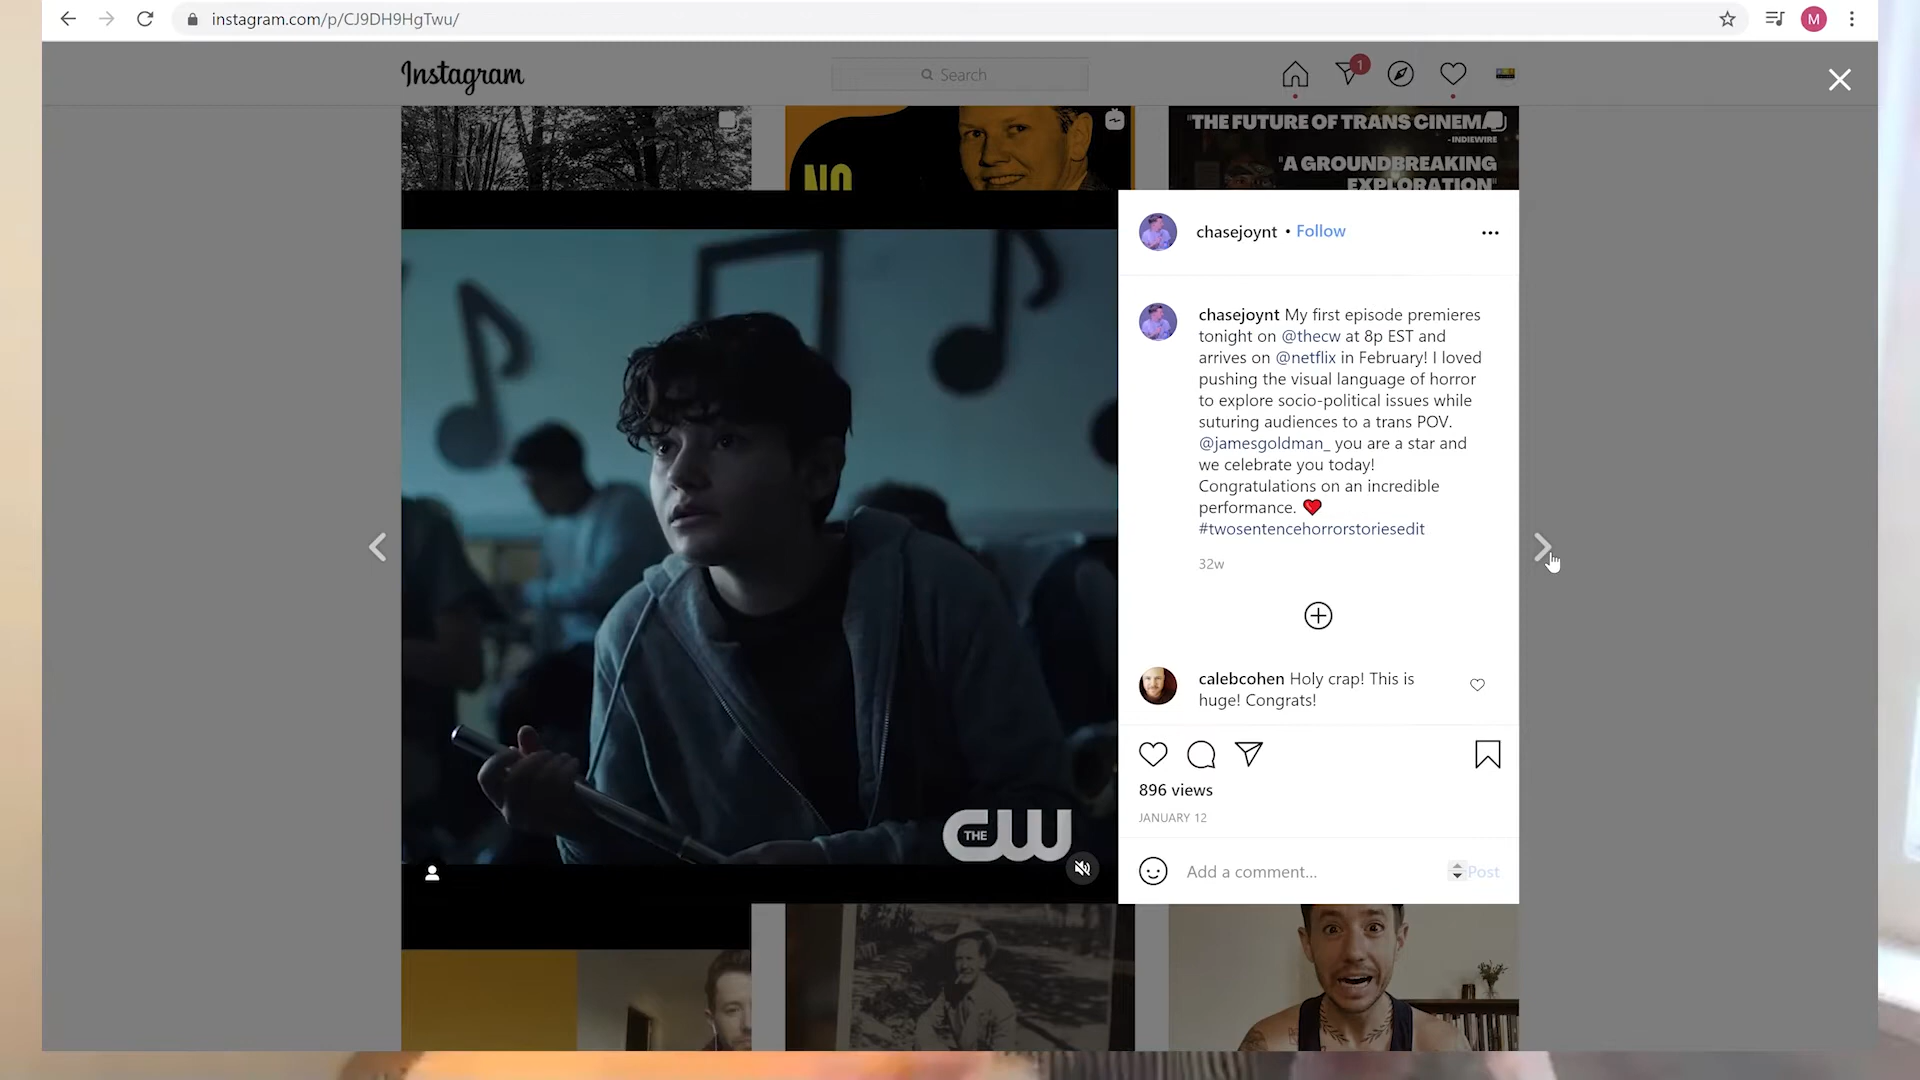 instagram.com/p/CJ9DH9HgTwu/
M
Instagram
Search
1
NO
"THE FUTURE OF TRANS CINEMA"
-INDIEWIRE
"A GROUNDBREAKING
EXPLORATION"
chasejoynt • Follow
chasejoynt My first episode premieres
tonight on @thecw at 8p EST and
arrives on @netflix in February! I loved
pushing the visual language of horror
to explore socio-political issues while
suturing audiences to a trans POV.
@jamesgoldman_ you are a star and
we celebrate you today!
Congratulations on an incredible
performance. ❤️
#twosentencehorrorstoriesedit
32w
calebcohen Holy crap! This is
huge! Congrats!
896 views
JANUARY 12
THE CW
Add a comment...
Post